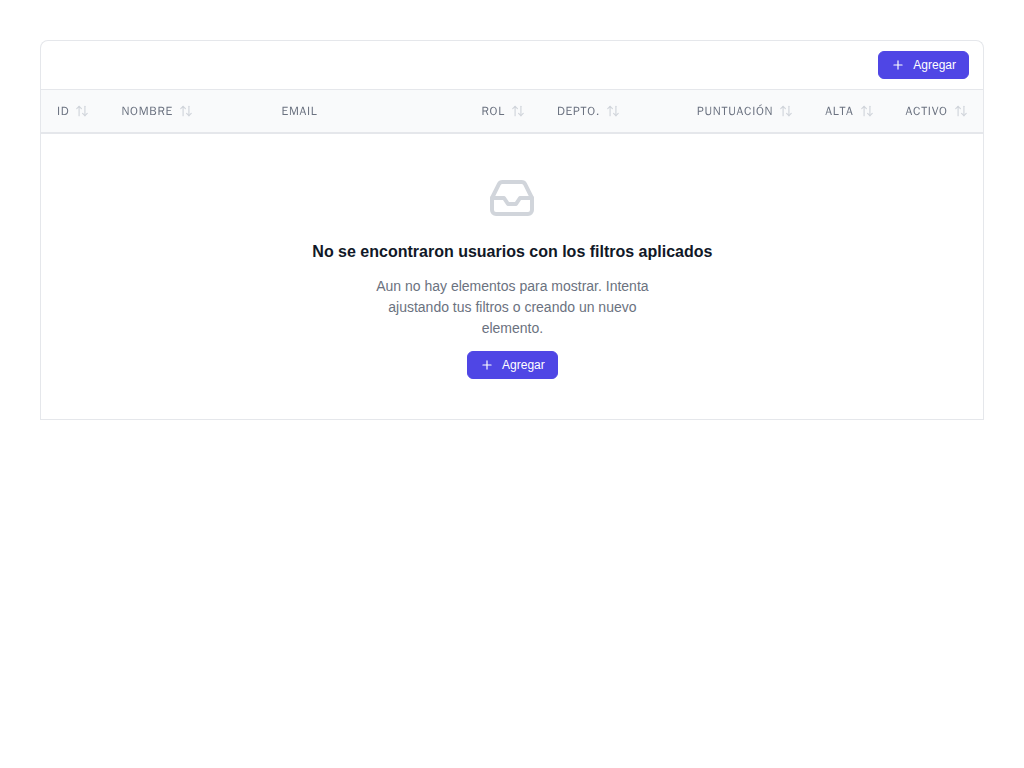 Agregar
ID NOMBRE EMAIL ROL DEPTO. PUNTUACIÓN ALTA ACTIVO
No se encontraron usuarios con los filtros aplicados
Aun no hay elementos para mostrar. Intenta
ajustando tus filtros o creando un nuevo
elemento.
Agregar